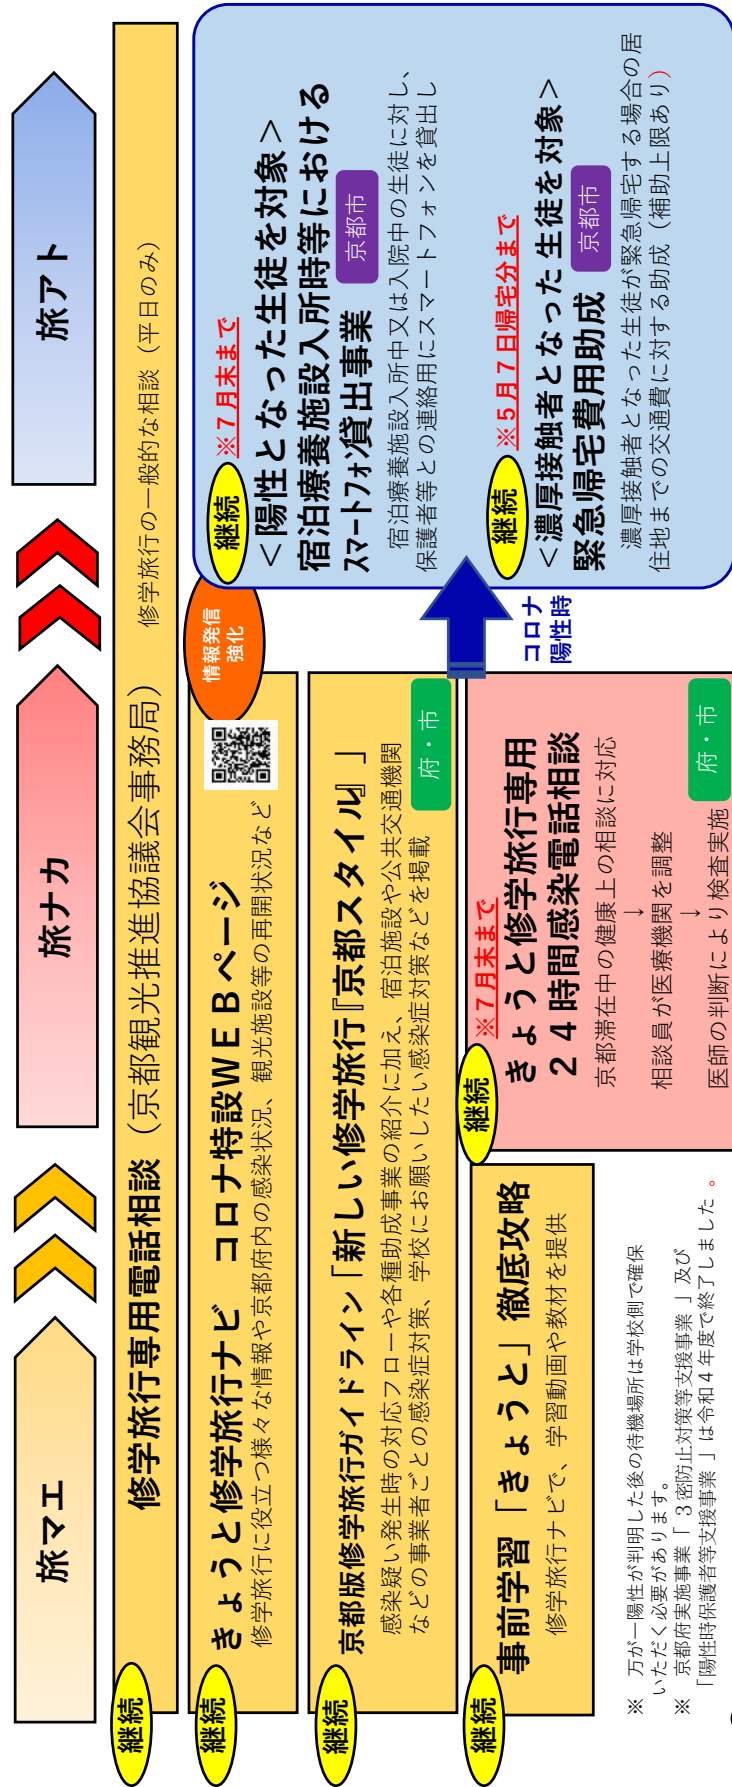 旅マエ
旅ナカ
旅アト
継続
修学旅行専用電話相談（京都観光推進協議会事務局）
修学旅行の一般的な相談（平日のみ）
継続
きょうと修学旅行ナビ　コロナ特設WEBページ
修学旅行に役立つ様々な情報や京都府内の感染状況、観光施設等の再開状況など
情報発信
強化
継続
京都版修学旅行ガイドライン「新しい修学旅行『京都スタイル』」
感染疑い発生時の対応フローや各種助成事業の紹介に加え、宿泊施設や公共交通機関
などの事業者ごとの感染症対策、学校にお願いしたい感染症対策などを掲載
府・市
継続
事前学習「きょうと」徹底攻略
修学旅行ナビで、学習動画や教材を提供
継続
※７月末まで
きょうと修学旅行専用
２４時間感染電話相談
京都滞在中の健康上の相談に対応
↓
相談員が医療機関を調整
↓
医師の判断により検査実施
府・市
コロナ
陽性時
継続
※７月末まで
＜陽性となった生徒を対象＞
宿泊療養施設入所時等における
スマートフォン貸出事業
京都市
宿泊療養施設入所中又は入院中の生徒に対し、
保護者等との連絡用にスマートフォンを貸出し
継続
※５月７日帰宅分まで
＜濃厚接触者となった生徒を対象＞
緊急帰宅費用助成
京都市
濃厚接触者となった生徒が緊急帰宅する場合の居
住地までの交通費に対する助成（補助上限あり）
※　万が一陽性が判明した後の待機場所は学校側で確保
いただく必要があります。
※　京都府実施事業「３密防止対策等支援事業」及び
「陽性時保護者等支援事業」は令和４年度で終了しました。